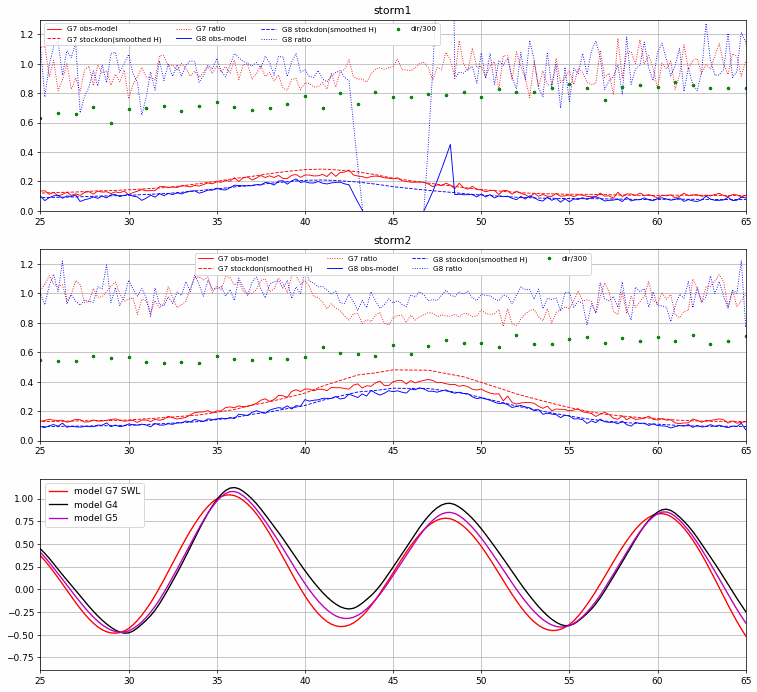 storm1
G7 obs-model
G7 stockdon(smoothed H)
G7 ratio
G8 obs-model
G8 stockdon(smoothed H)
G8 ratio
dir/300
1.2
1.0
0.8
0.6
0.4
0.2
0.0
25 30 35 40 45 50 55 60 65
storm2
G7 obs-model
G7 stockdon(smoothed H)
G7 ratio
G8 obs-model
G8 stockdon(smoothed H)
G8 ratio
dir/300
1.2
1.0
0.8
0.6
0.4
0.2
0.0
25 30 35 40 45 50 55 60 65
model G7 SWL
model G4
model G5
1.00
0.75
0.50
0.25
0.00
−0.25
−0.50
−0.75
25 30 35 40 45 50 55 60 65